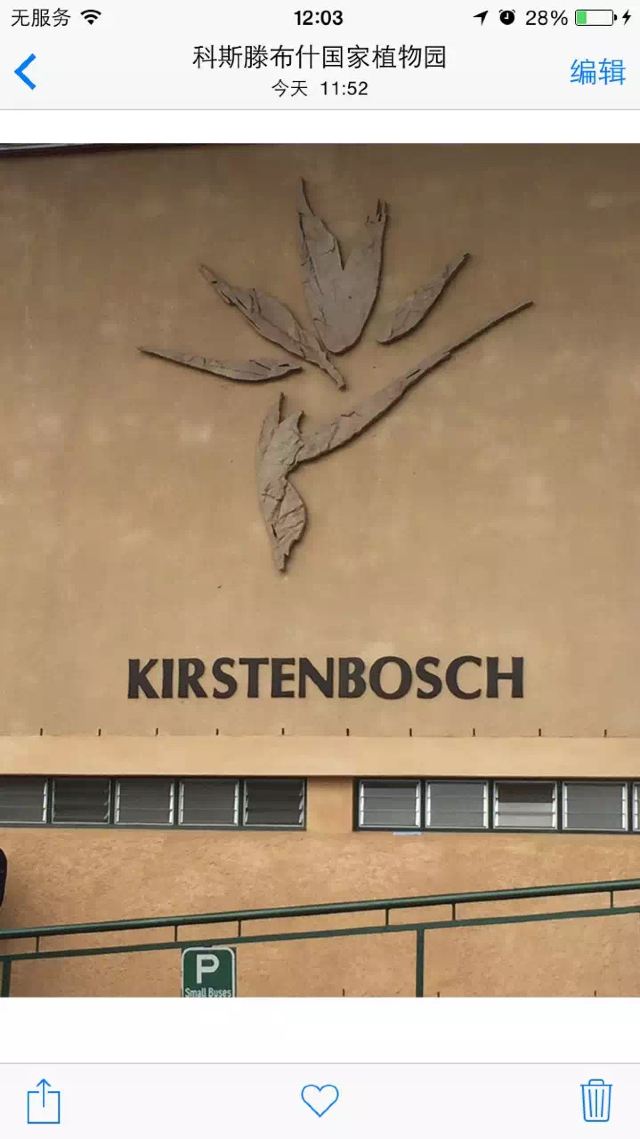 无服务 12:03 28%
科斯滕布什国家植物园
编辑
今天 11:52
KIRSTENBOSCH
P
Small Buses